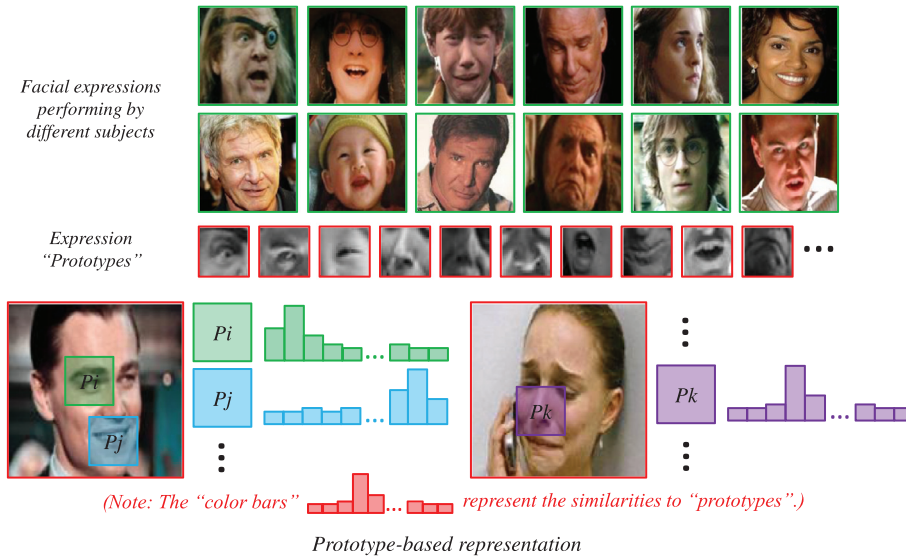 Facial expressions
performing by
different subjects
Expression
“Prototypes”
...
Pi
Pi
...
Pj
Pj
...
Pk
Pk
...
(Note: The “color bars” ... represent the similarities to “prototypes”.)
Prototype-based representation